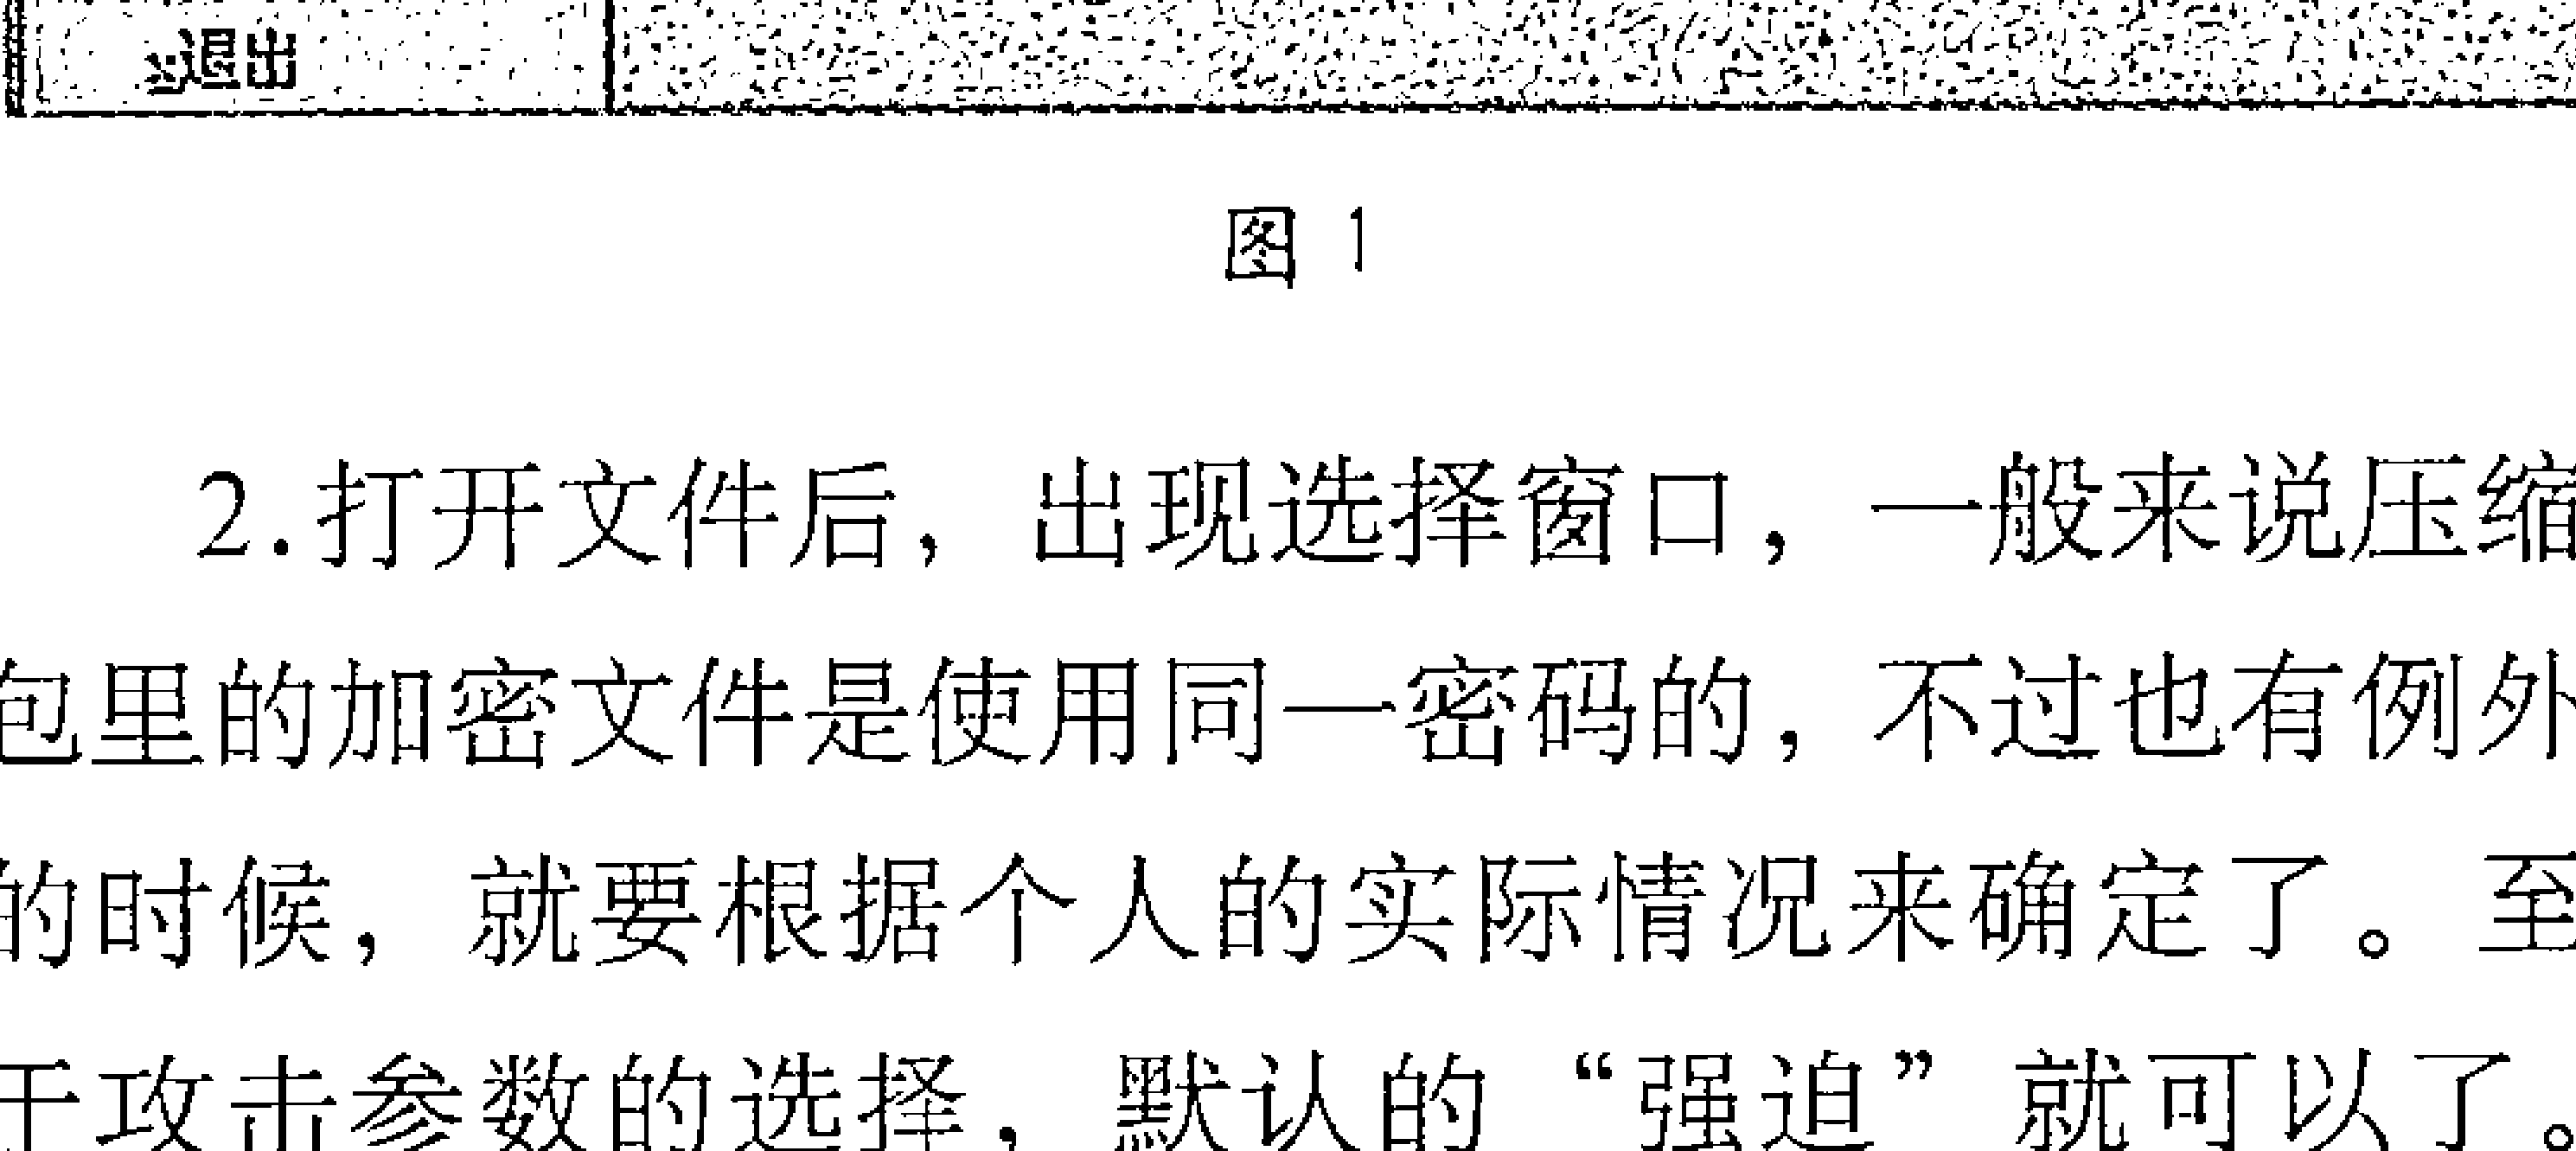 退出
图 1
2.打开文件后，出现选择窗口，一般来说压缩
包里的加密文件是使用同一密码的，不过也有例外
的时候，就要根据个人的实际情况来确定了。至
于攻击参数的选择，默认的“强迫”就可以了。